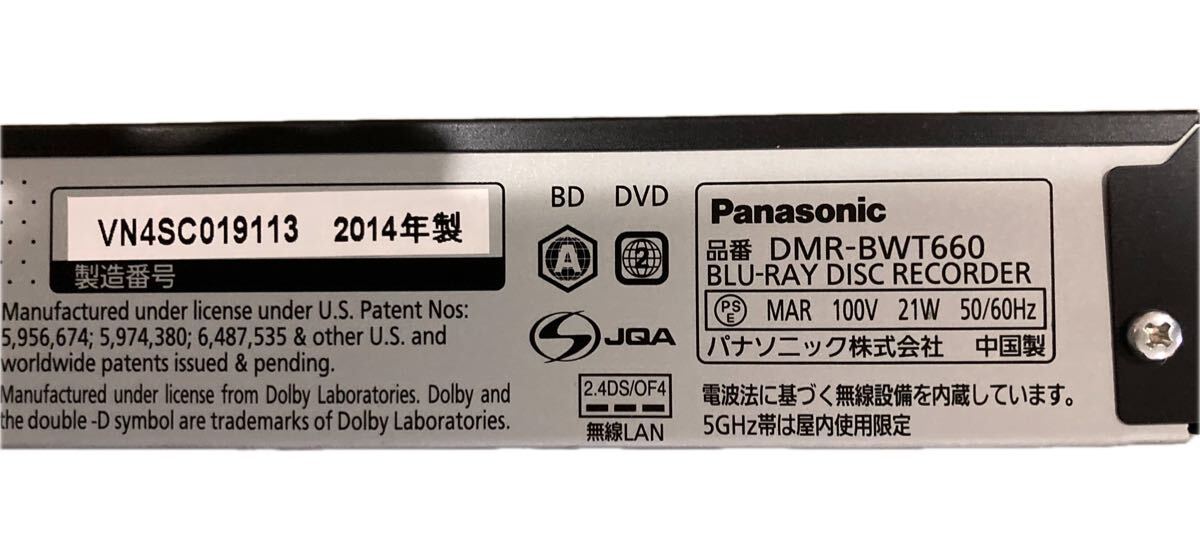 VN4SC019113 2014年製
製造番号
Manufactured under license under U.S. Patent Nos:
5,956,674; 5,974,380; 6,487,535 & other U.S. and
worldwide patents issued & pending.
Manufactured under license from Dolby Laboratories. Dolby and
the double -D symbol are trademarks of Dolby Laboratories.
BD DVD
A 2
S JQA
2.4DS/OF4
無線LAN
Panasonic
品番 DMR-BWT660
BLU-RAY DISC RECORDER
PSE MAR 100V 21W 50/60Hz
パナソニック株式会社 中国製
電波法に基づく無線設備を内蔵しています。
5GHz帯は屋内使用限定